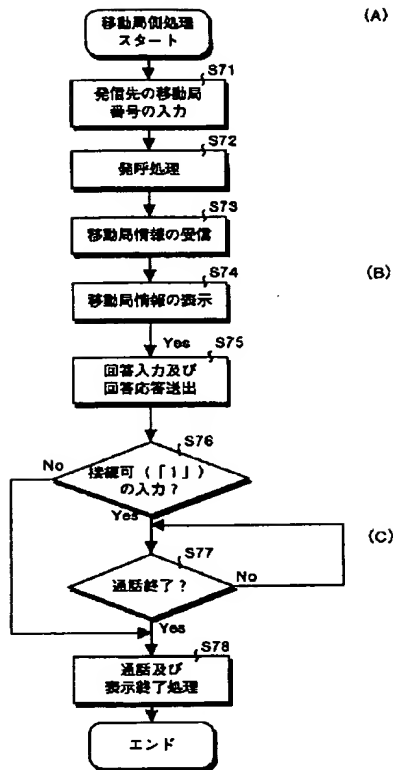 移動局側処理
スタート
(A)
S71
発信先の移動局
番号の入力
S72
発呼処理
S73
移動局情報の受信
S74
(B)
移動局情報の表示
Yes
S75
回答入力及び
回答応答送出
S76
No
接続可(「1」)
の入力?
Yes
(C)
S77
通話終了?
No
Yes
S78
通話及び
表示終了処理
エンド